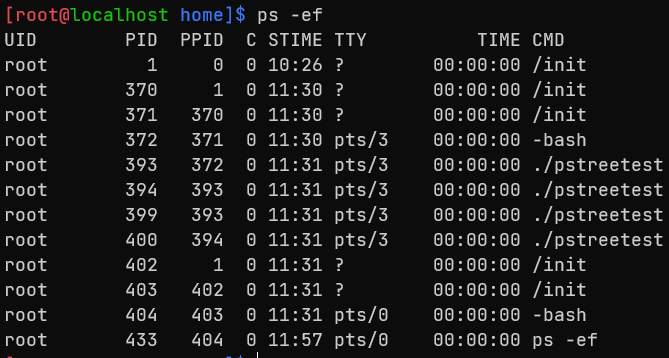 [root@localhost home]$ ps -ef
UID          PID    PPID  C STIME TTY          TIME CMD
root           1       0  0 10:26 ?        00:00:00 /init
root         370       1  0 11:30 ?        00:00:00 /init
root         371     370  0 11:30 ?        00:00:00 /init
root         372     371  0 11:30 pts/3    00:00:00 -bash
root         393     372  0 11:31 pts/3    00:00:00 ./pstreetest
root         394     393  0 11:31 pts/3    00:00:00 ./pstreetest
root         399     393  0 11:31 pts/3    00:00:00 ./pstreetest
root         400     394  0 11:31 pts/3    00:00:00 ./pstreetest
root         402       1  0 11:31 ?        00:00:00 /init
root         403     402  0 11:31 ?        00:00:00 /init
root         404     403  0 11:31 pts/0    00:00:00 -bash
root         433     404  0 11:57 pts/0    00:00:00 ps -ef